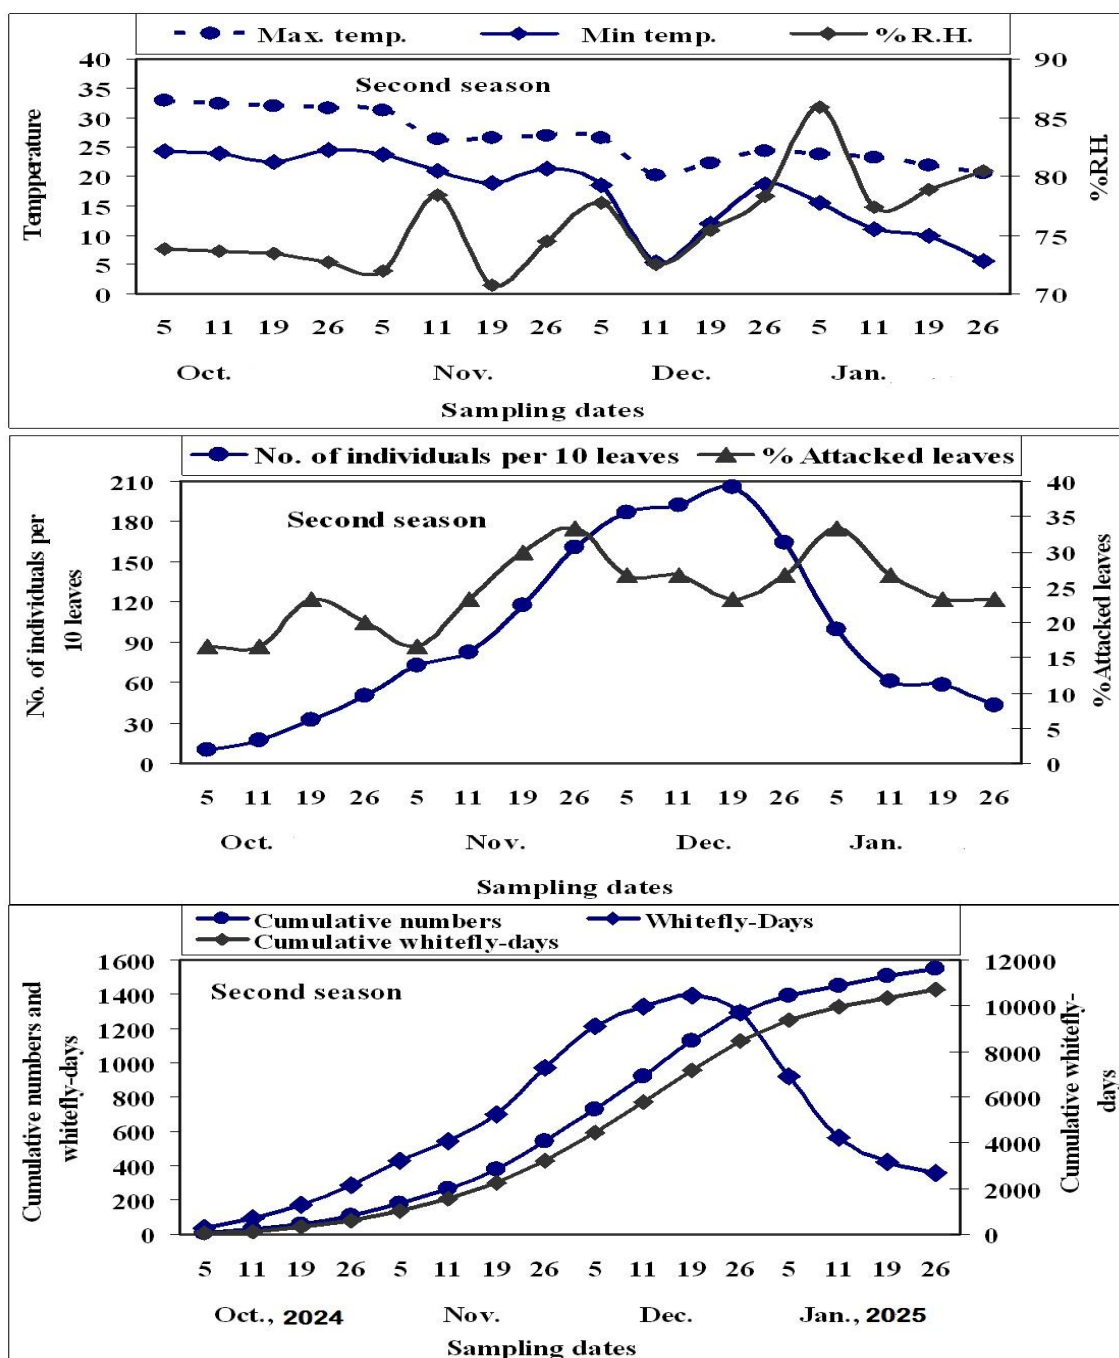 Max. temp. Min temp. % R.H.
Second season
40 90
35
30 85
25
20 80
15
10 75
5
0 70
Tempperature
%R.H.
5 11 19 26 5 11 19 26 5 11 19 26 5 11 19 26
Oct. Nov. Dec. Jan.
Sampling dates
No. of individuals per 10 leaves % Attacked leaves
Second season
210 40
180 35
150 30
120 25
90 20
60 15
30 10
0 5
0
No. of individuals per
10 leaves
%Attacked leaves
5 11 19 26 5 11 19 26 5 11 19 26 5 11 19 26
Oct. Nov. Dec. Jan.
Sampling dates
Cumulative numbers Whitefly-Days
Cumulative whitefly-days
Second season
1600 12000
1400 10000
1200 8000
1000 6000
800 4000
600 2000
400 0
200
0
Cumulative numbers and
whitefly-days
Cumulative whitefly-
days
5 11 19 26 5 11 19 26 5 11 19 26 5 11 19 26
Oct., 2024 Nov. Dec. Jan., 2025
Sampling dates